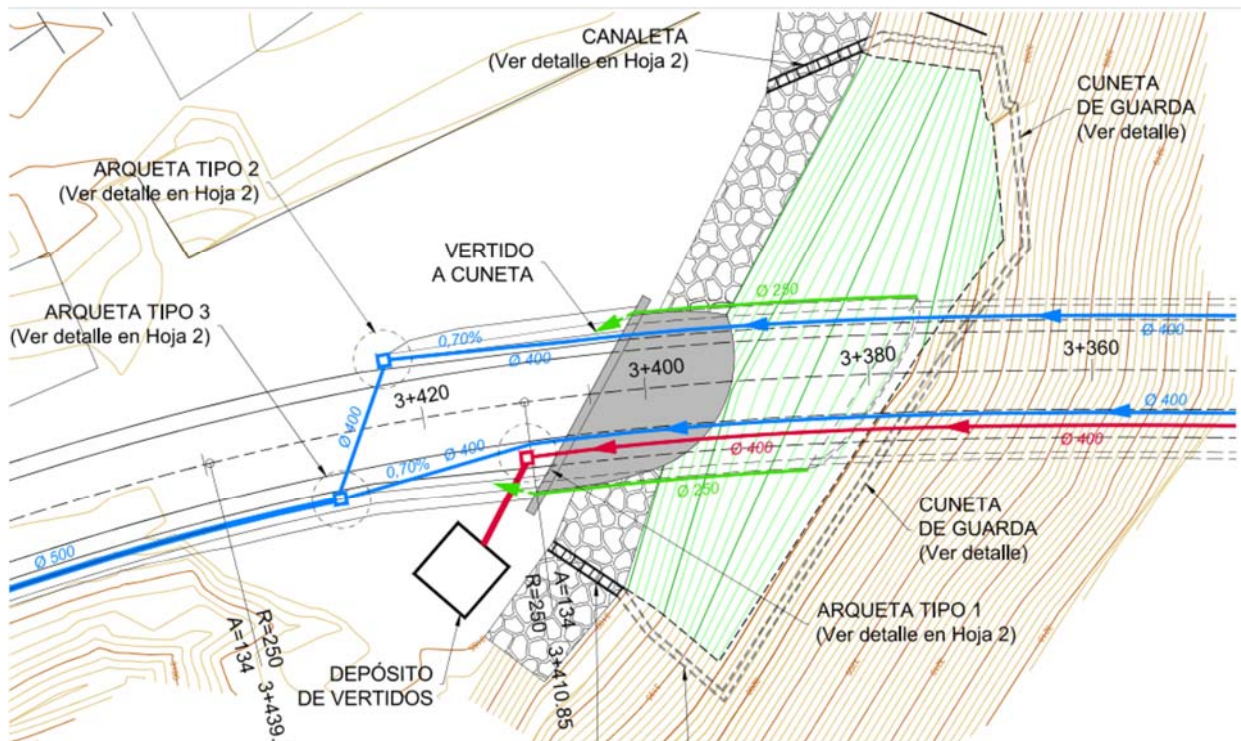 CANALETA
(Ver detalle en Hoja 2)
CUNETA
DE GUARDA
(Ver detalle)
ARQUETA TIPO 2
(Ver detalle en Hoja 2)
VERTIDO
A CUNETA
ARQUETA TIPO 3
(Ver detalle en Hoja 2)
Ø 250
0,70%
Ø 400
Ø 400
3+420
3+400
3+380
3+360
Ø 400
0,70%
Ø 400
Ø 400
Ø 400
Ø 400
Ø 250
Ø 500
CUNETA
DE GUARDA
(Ver detalle)
ARQUETA TIPO 1
(Ver detalle en Hoja 2)
DEPÓSITO
DE VERTIDOS
R=250
A=134
3+439.
A=134
R=250
3+410.85